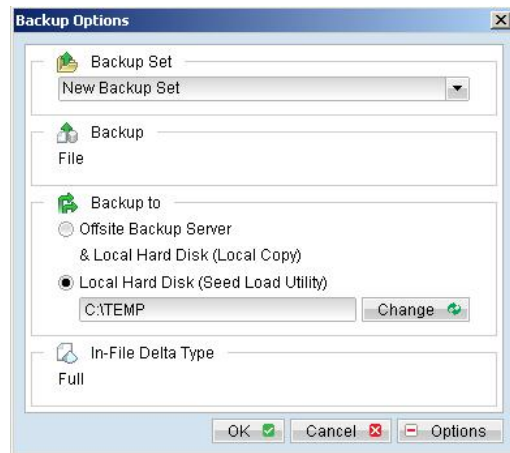 Backup Options
Backup Set
New Backup Set
Backup
File
Backup to
Offsite Backup Server
& Local Hard Disk (Local Copy)
Local Hard Disk (Seed Load Utility)
C:\TEMP
Change
In-File Delta Type
Full
OK
Cancel
Options